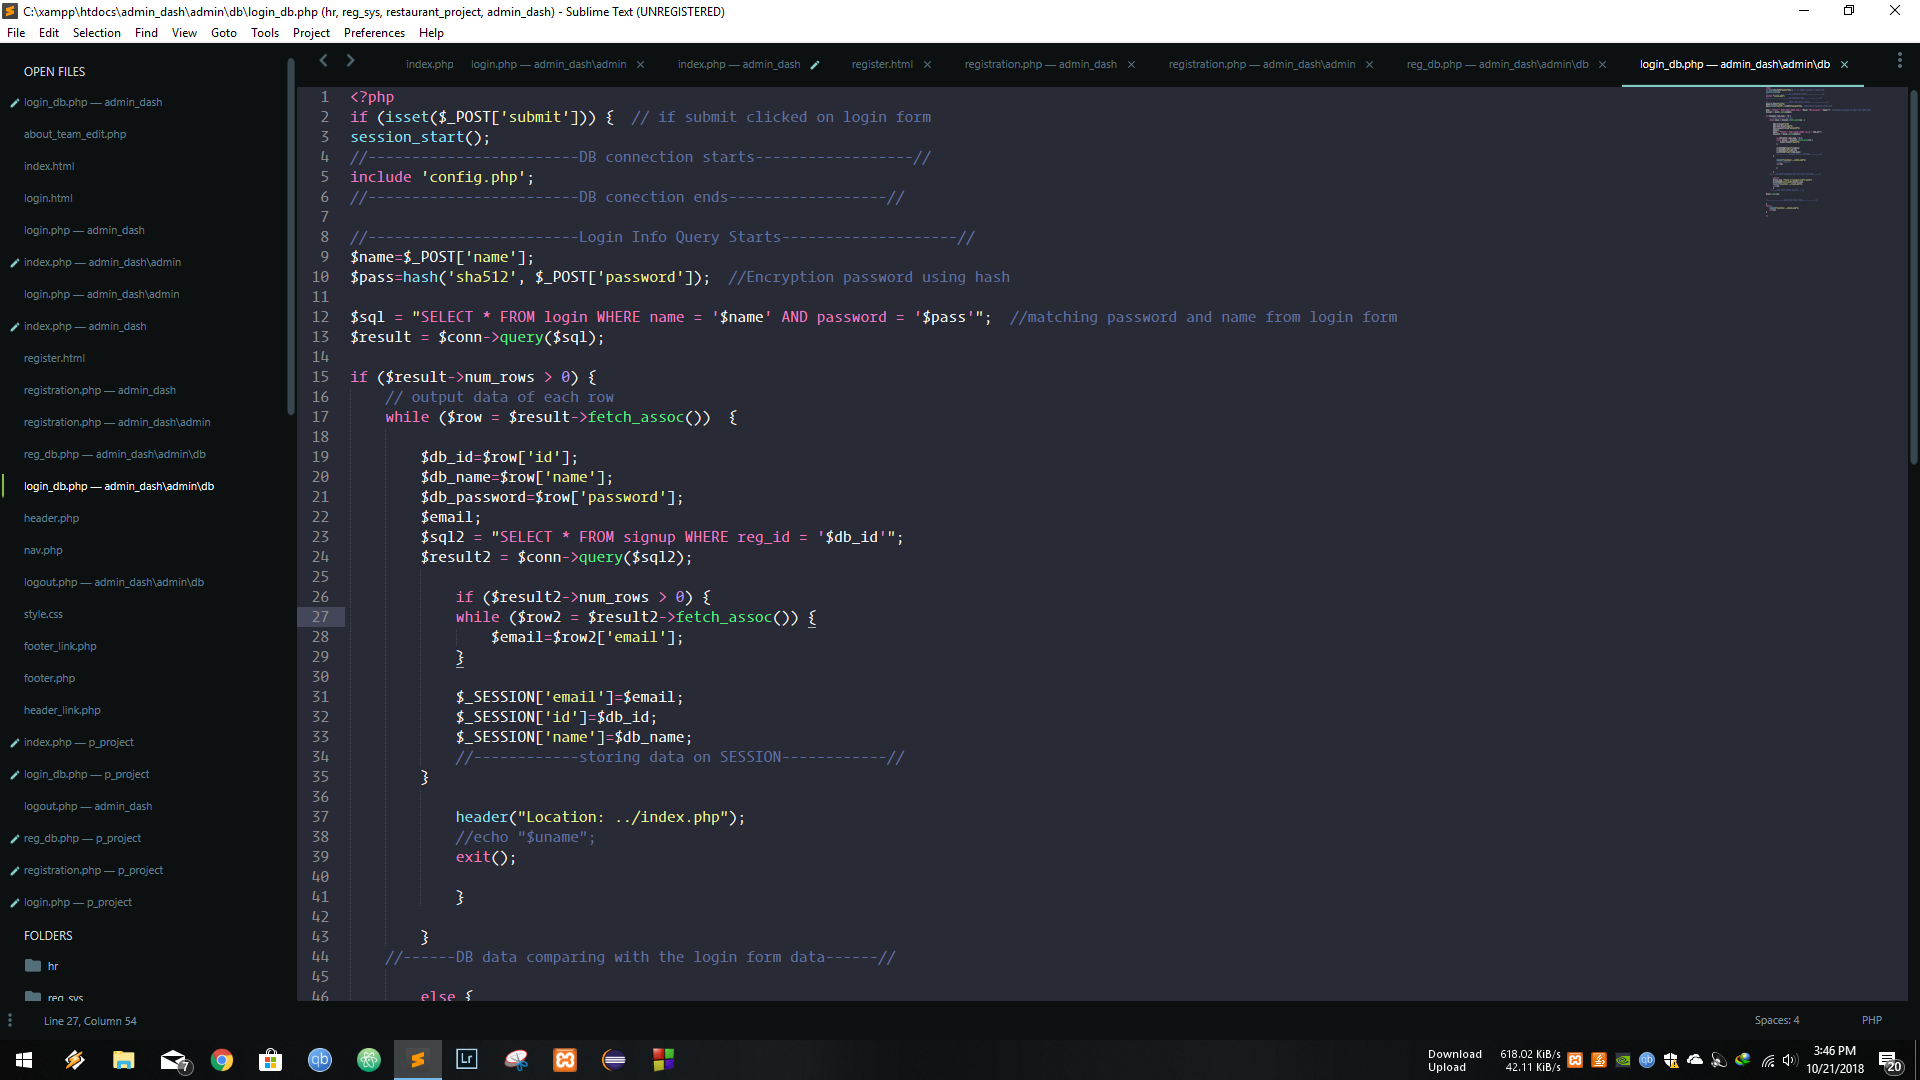 C:\xampp\htdocs\admin_dash\admin\db\login_db.php (hr, reg_sys, restaurant_project, admin_dash) - Sublime Text (UNREGISTERED)
File Edit Selection Find View Goto Tools Project Preferences Help
index.php login.php — admin_dash\admin index.php — admin_dash register.html registration.php — admin_dash registration.php — admin_dash\admin reg_db.php — admin_dash\admin\db login_db.php — admin_dash\admin\db
OPEN FILES
login_db.php — admin_dash
about_team_edit.php
index.html
login.html
login.php — admin_dash
index.php — admin_dash\admin
login.php — admin_dash\admin
index.php — admin_dash
register.html
registration.php — admin_dash
registration.php — admin_dash\admin
reg_db.php — admin_dash\admin\db
login_db.php — admin_dash\admin\db
header.php
nav.php
logout.php — admin_dash\admin\db
style.css
footer_link.php
footer.php
header_link.php
index.php — p_project
login_db.php — p_project
logout.php — admin_dash
reg_db.php — p_project
registration.php — p_project
login.php — p_project
FOLDERS
hr
reg_sys
1 <?php
2 if (isset($_POST['submit'])) { // if submit clicked on login form
3 session_start();
4 //------------------------DB connection starts------------------//
5 include 'config.php';
6 //------------------------DB conection ends------------------//
7
8 //------------------------Login Info Query Starts--------------------//
9 $name=$_POST['name'];
10 $pass=hash('sha512', $_POST['password']); //Encryption password using hash
11
12 $sql = "SELECT * FROM login WHERE name = '$name' AND password = '$pass'"; //matching password and name from login form
13 $result = $conn->query($sql);
14
15 if ($result->num_rows > 0) {
16 // output data of each row
17 while ($row = $result->fetch_assoc()) {
18
19 $db_id=$row['id'];
20 $db_name=$row['name'];
21 $db_password=$row['password'];
22 $email;
23 $sql2 = "SELECT * FROM signup WHERE reg_id = '$db_id'";
24 $result2 = $conn->query($sql2);
25
26 if ($result2->num_rows > 0) {
27 while ($row2 = $result2->fetch_assoc()) {
28 $email=$row2['email'];
29 }
30
31 $_SESSION['email']=$email;
32 $_SESSION['id']=$db_id;
33 $_SESSION['name']=$db_name;
34 //------------storing data on SESSION------------//
35 }
36
37 header("Location: ../index.php");
38 //echo "$uname";
39 exit();
40
41 }
42
43 }
44 //------DB data comparing with the login form data------//
45
46 else {
Line 27, Column 54
Spaces: 4 PHP
7
qb
Lr
Download 618.02 KiB/s
Upload 42.11 KiB/s
3:46 PM
10/21/2018
20